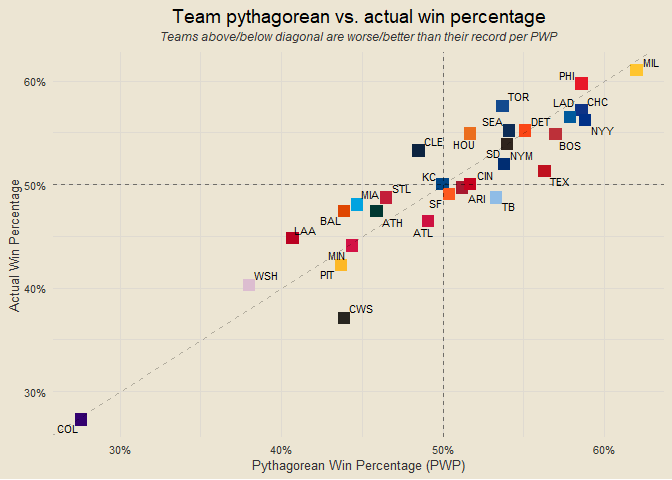 Team pythagorean vs. actual win percentage
Teams above/below diagonal are worse/better than their record per PWP
60%
50%
40%
30%
Actual Win Percentage
MIL
PHI
TOR
LAD
CHC
SEA
DET
NYY
HOU
BOS
CLE
SD
NYM
KC
CIN
TEX
STL
MIA
SF
ARI
TB
BAL
ATH
ATL
LAA
MIN
PIT
WSH
CWS
COL
30%
40%
50%
60%
Pythagorean Win Percentage (PWP)